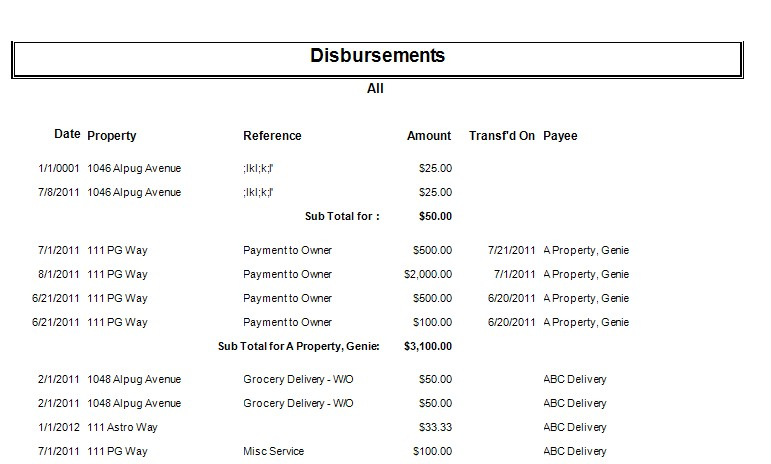 Disbursements
All
Date Property Reference Amount Transf'd On Payee
1/1/0001 1046 Alpug Avenue ;lkl;k;l' $25.00
7/8/2011 1046 Alpug Avenue ;lkl;k;l' $25.00
Sub Total for : $50.00
7/1/2011 111 PG Way Payment to Owner $500.00 7/21/2011 A Property, Genie
8/1/2011 111 PG Way Payment to Owner $2,000.00 7/1/2011 A Property, Genie
6/21/2011 111 PG Way Payment to Owner $500.00 6/20/2011 A Property, Genie
6/21/2011 111 PG Way Payment to Owner $100.00 6/20/2011 A Property, Genie
Sub Total for A Property, Genie: $3,100.00
2/1/2011 1048 Alpug Avenue Grocery Delivery - W/O $50.00 ABC Delivery
2/1/2011 1048 Alpug Avenue Grocery Delivery - W/O $50.00 ABC Delivery
1/1/2012 111 Astro Way $33.33 ABC Delivery
7/1/2011 111 PG Way Misc Service $100.00 ABC Delivery